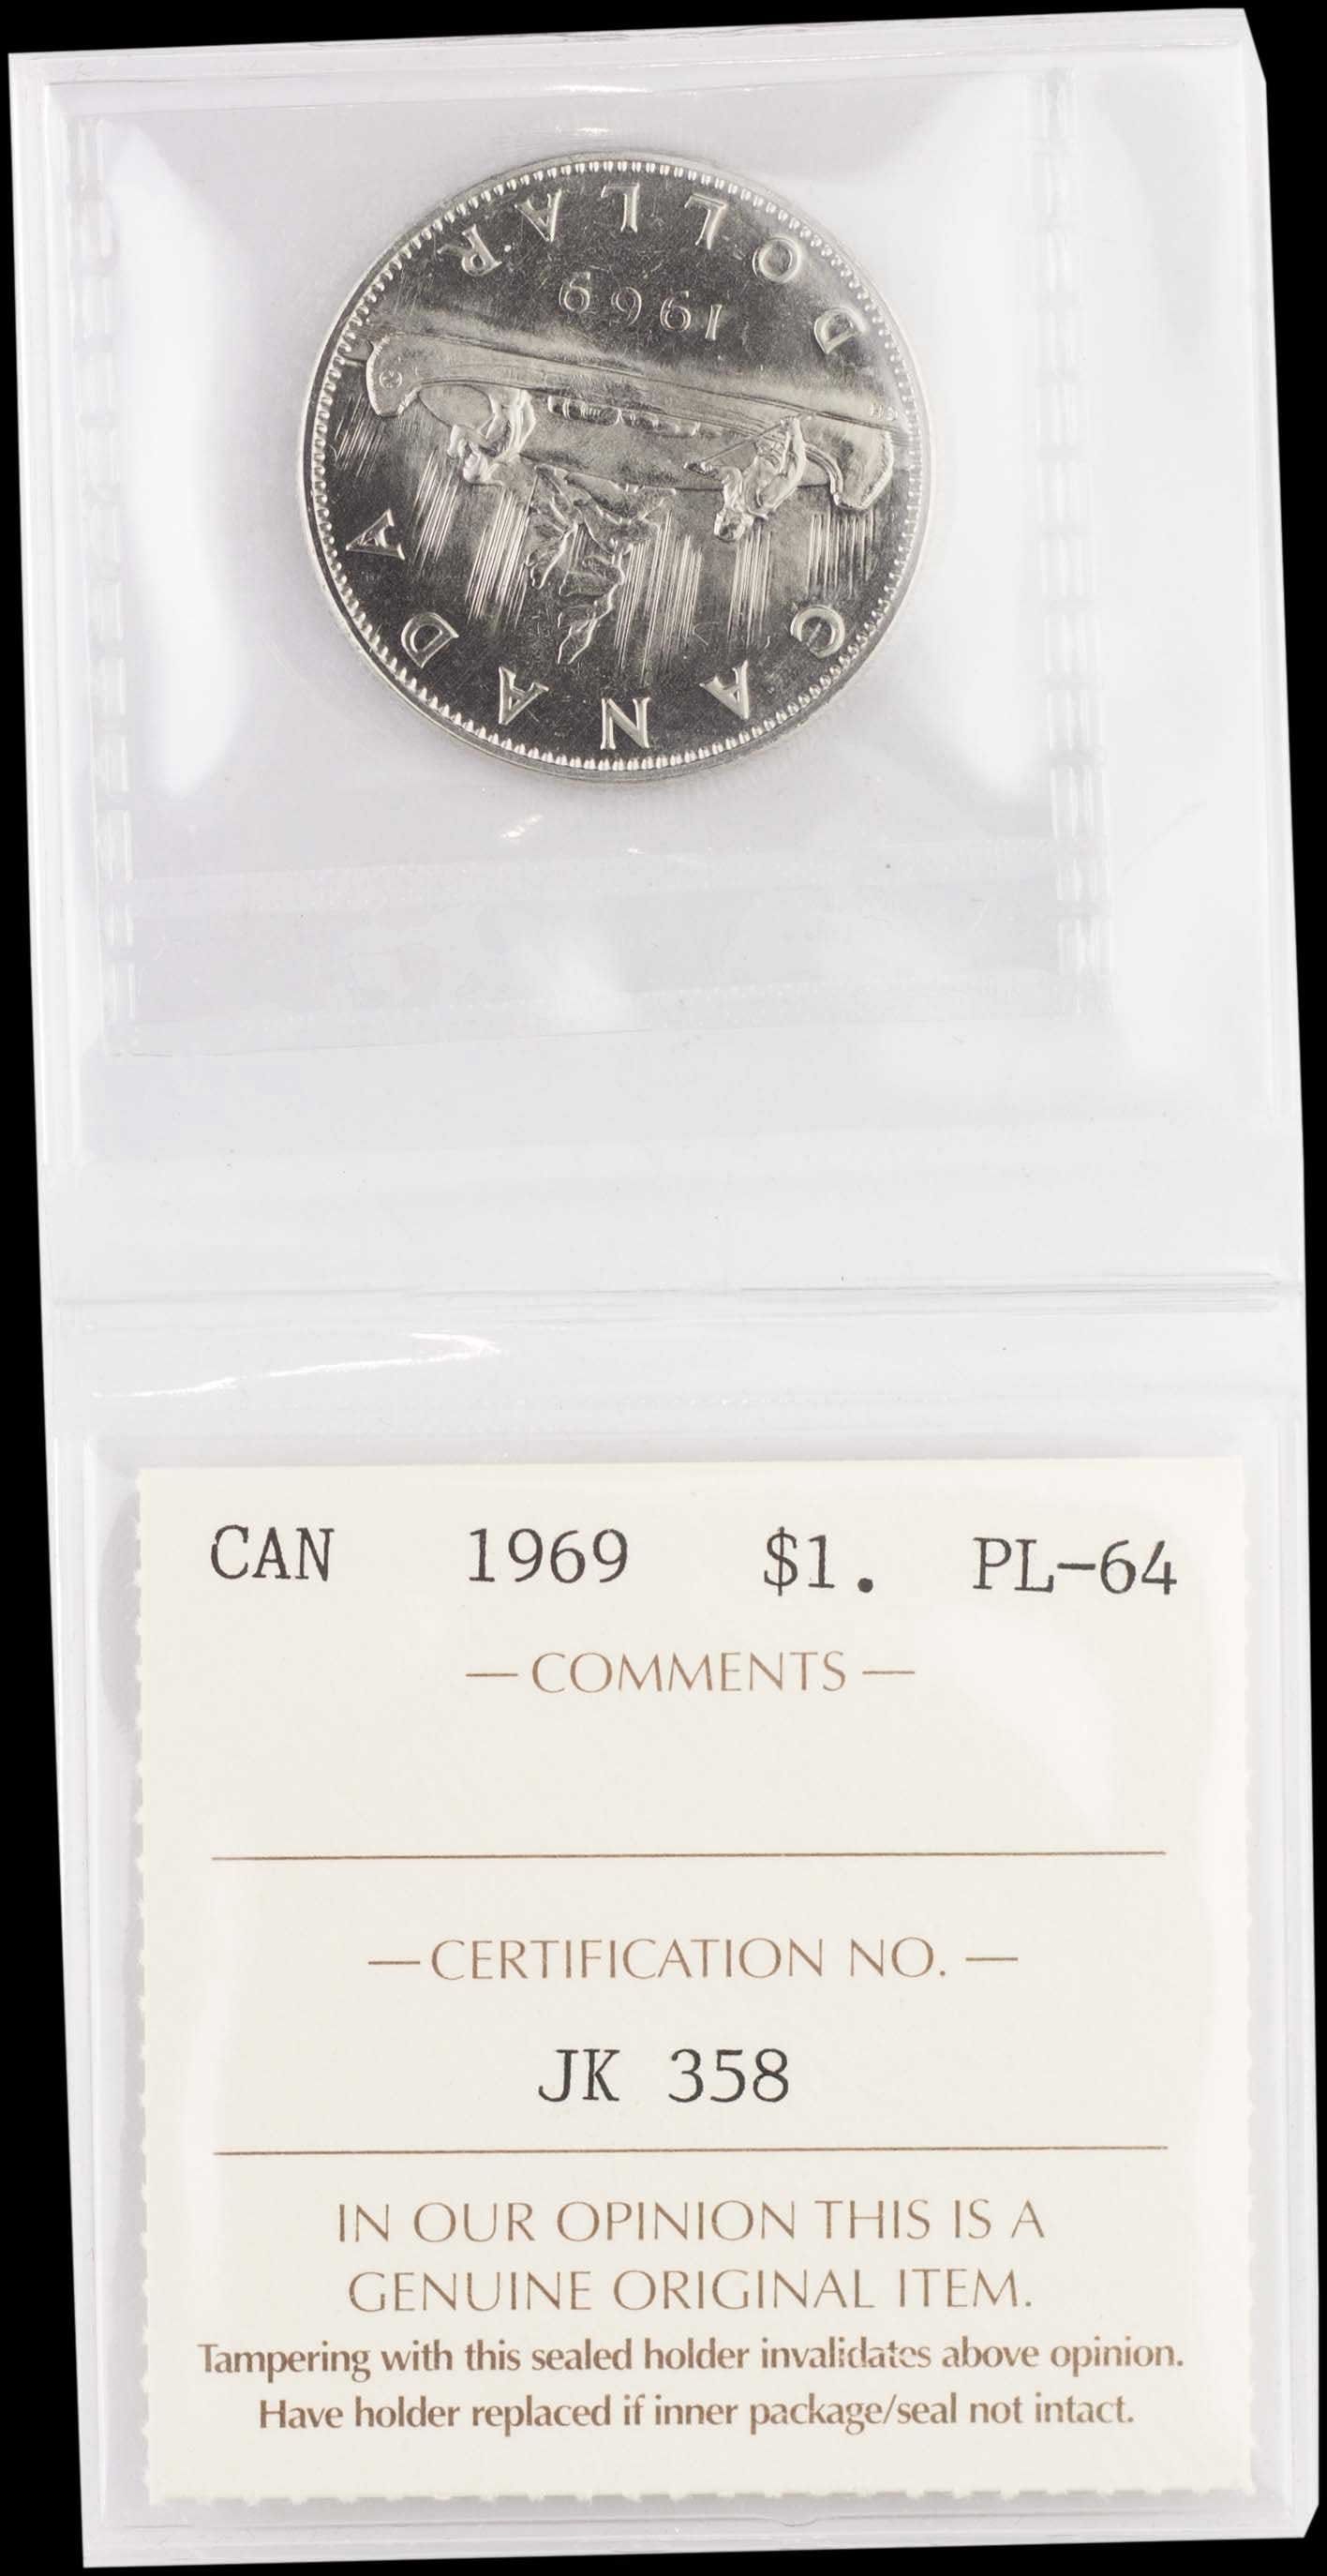 CANADA
1969
DOLLAR
CAN 1969 $1. PL-64
— COMMENTS —
— CERTIFICATION NO. —
JK 358
IN OUR OPINION THIS IS A
GENUINE ORIGINAL ITEM.
Tampering with this sealed holder invalidates above opinion.
Have holder replaced if inner package/seal not intact.